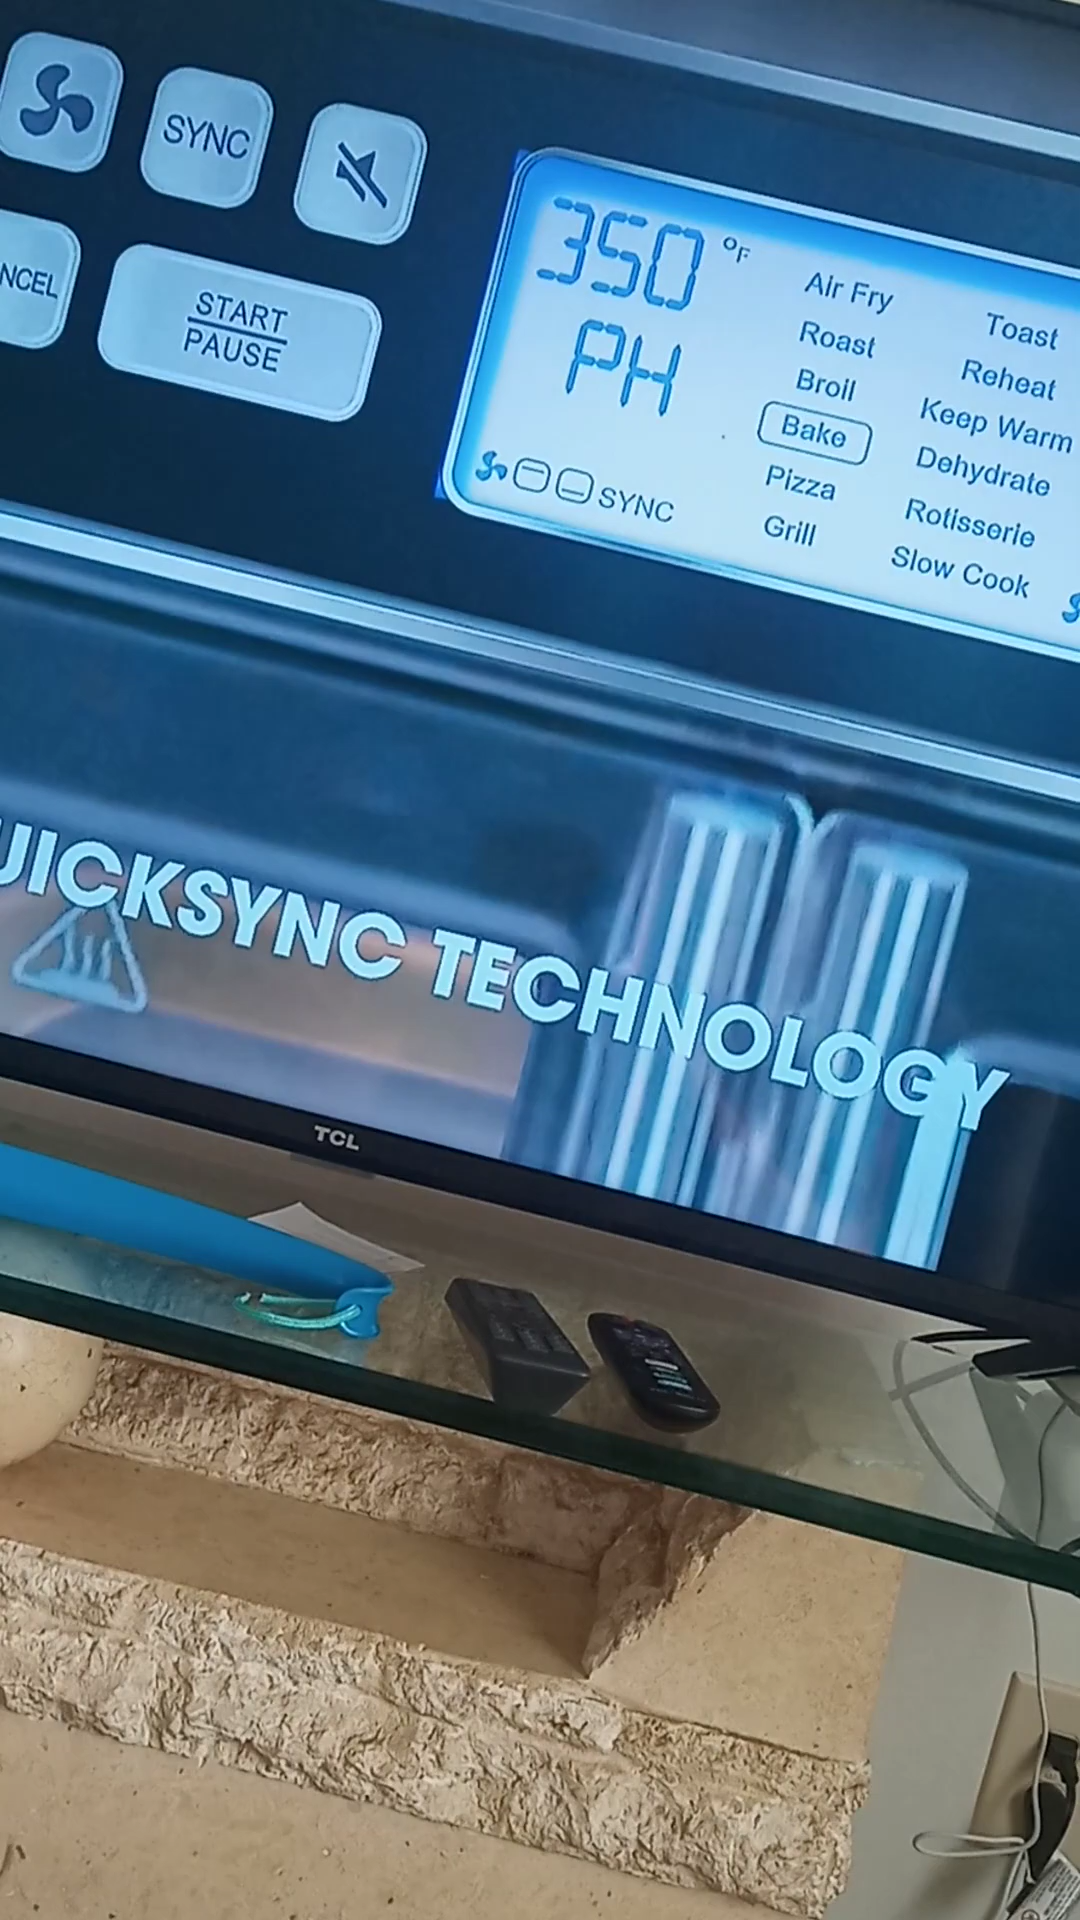 SYNC
NCEL
START
PAUSE
350 °F
PH
SYNC
Air Fry
Roast
Broil
Bake
Pizza
Grill
Toast
Reheat
Keep Warm
Dehydrate
Rotisserie
Slow Cook
UICKSYNC TECHNOLOGY
TCL